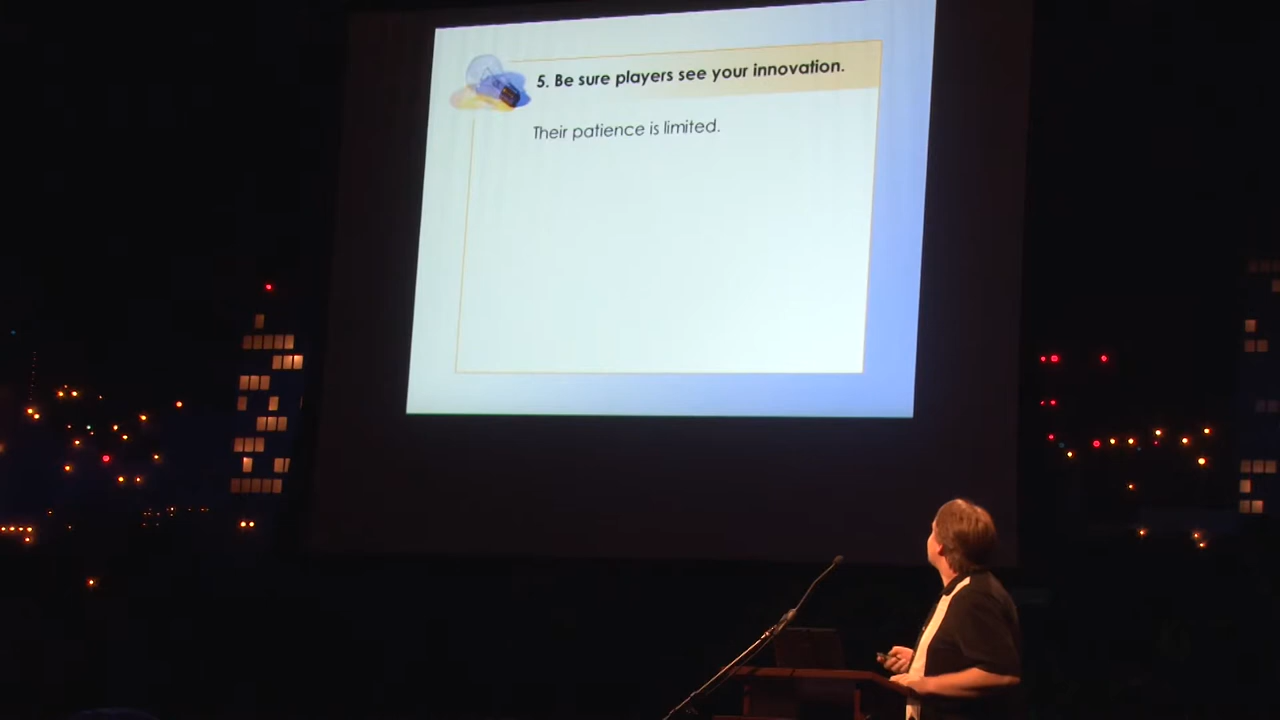 5. Be sure players see your innovation.
Their patience is limited.